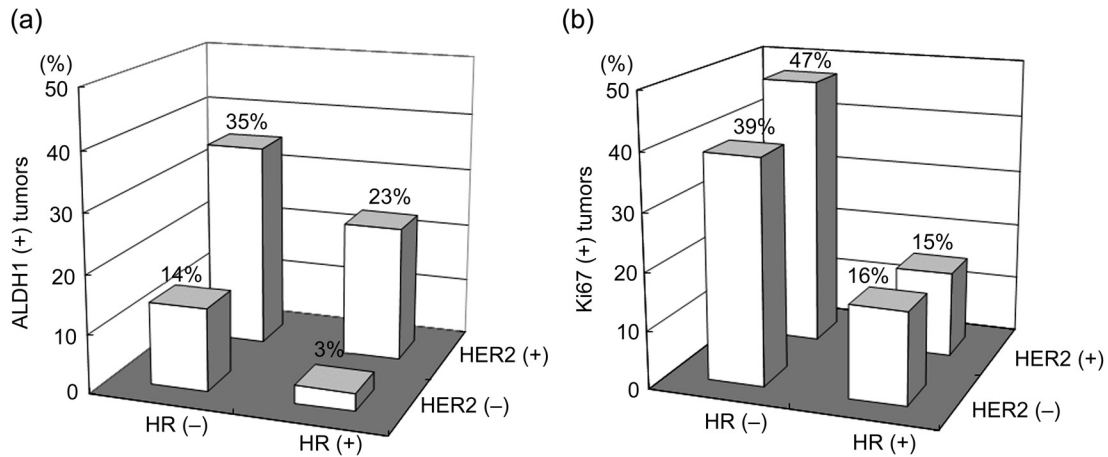 (a)
(%)
50
40
30
20
10
0
ALDH1 (+) tumors
35%
23%
14%
3%
HER2 (+)
HER2 (–)
HR (–)
HR (+)
(b)
(%)
50
40
30
20
10
0
Ki67 (+) tumors
47%
39%
15%
16%
HER2 (+)
HER2 (–)
HR (–)
HR (+)